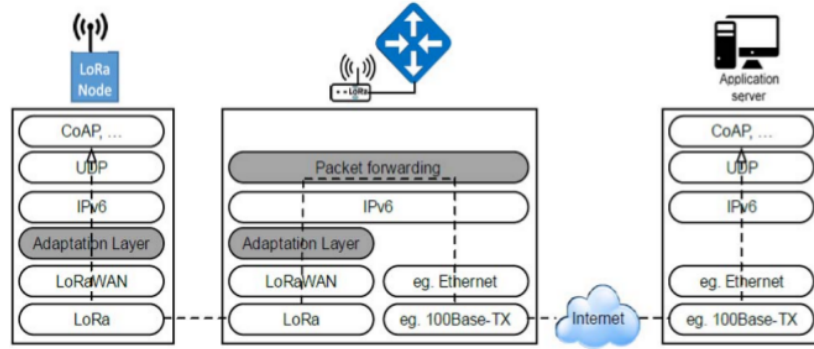 LoRa
Node
LoRa
Application
server
CoAP, ...
UDP
IPv6
Adaptation Layer
LoRaWAN
LoRa
Packet forwarding
IPv6
Adaptation Layer
LoRaWAN
eg. Ethernet
LoRa
eg. 100Base-TX
Internet
CoAP, ...
UDP
IPv6
eg. Ethernet
eg. 100Base-TX